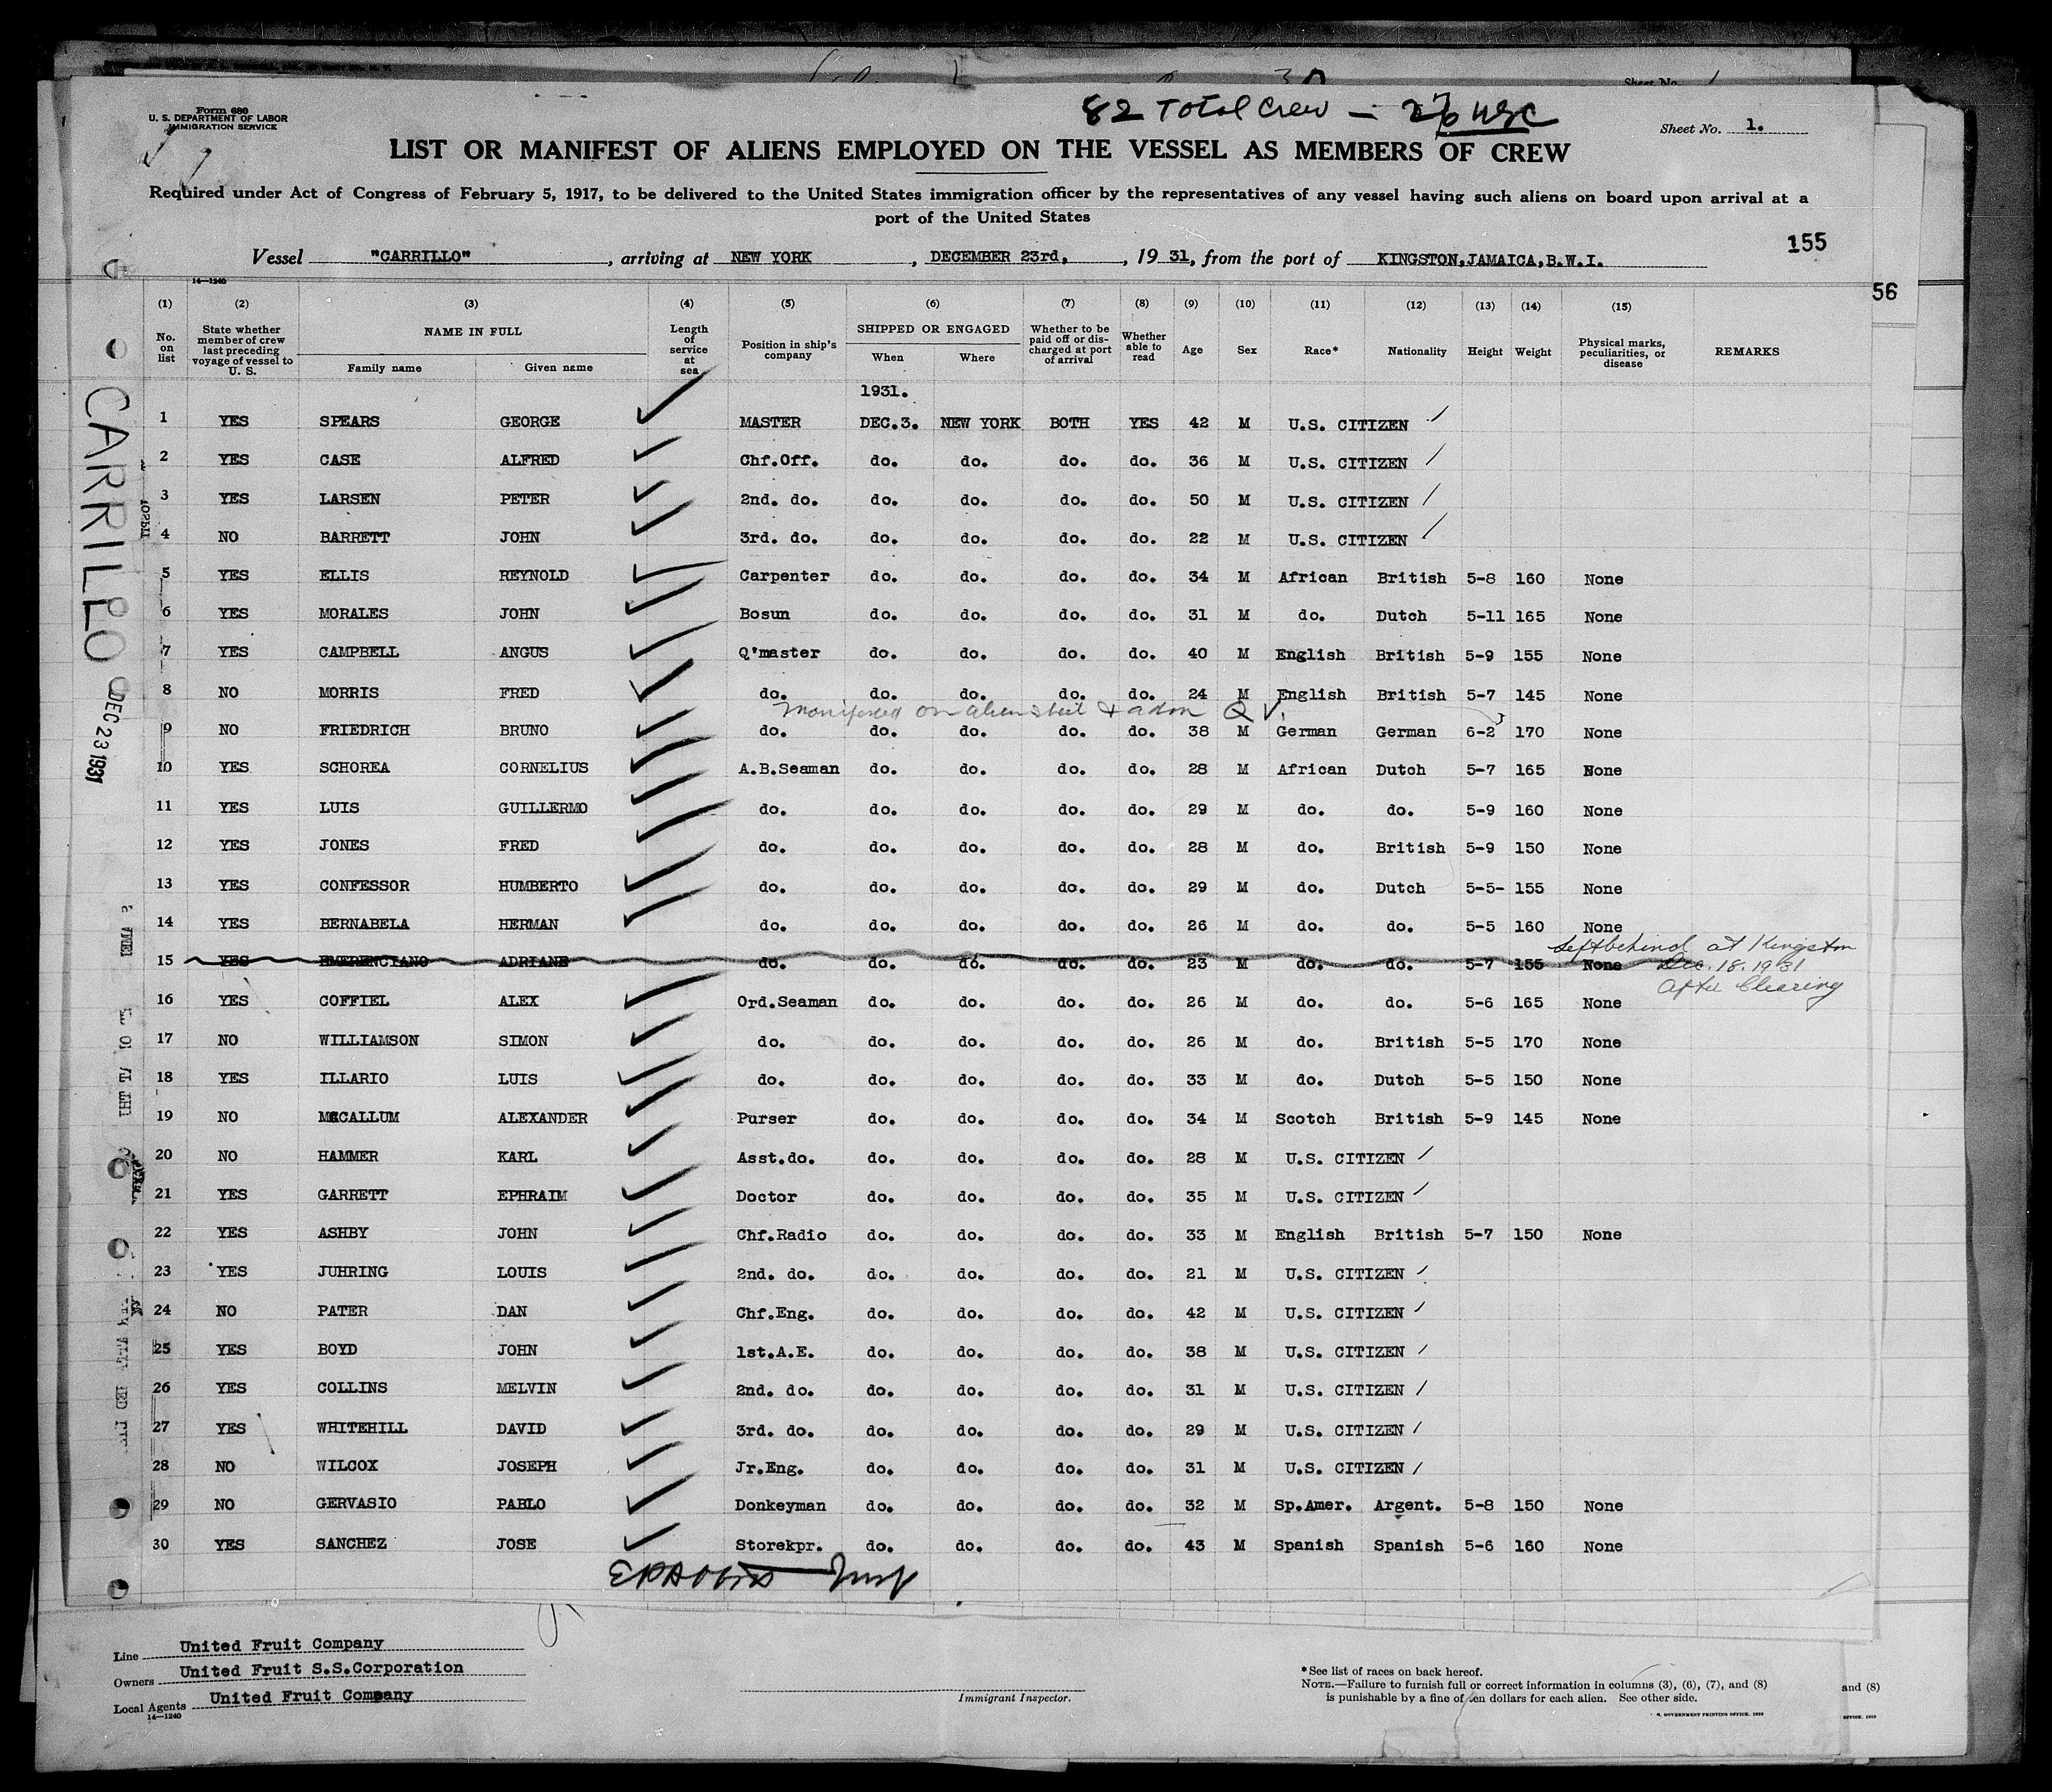 Form 680
U. S. DEPARTMENT OF LABOR
IMMIGRATION SERVICE
82 Total Crew — 26 USC
Sheet No. 1.
LIST OR MANIFEST OF ALIENS EMPLOYED ON THE VESSEL AS MEMBERS OF CREW
Required under Act of Congress of February 5, 1917, to be delivered to the United States immigration officer by the representatives of any vessel having such aliens on board upon arrival at a
port of the United States
155
Vessel "CARRILLO", arriving at NEW YORK, DECEMBER 23rd, , 19 31, from the port of KINGSTON,JAMAICA,B.W.I.
14—1240
56
(1) (2) (3) (4) (5) (6) (7) (8) (9) (10) (11) (12) (13) (14) (15)
No. on list | State whether member of crew last preceding voyage of vessel to U. S. | NAME IN FULL Family name Given name | Length of service at sea | Position in ship's company | SHIPPED OR ENGAGED When Where | Whether to be paid off or discharged at port of arrival | Whether able to read | Age | Sex | Race* | Nationality | Height | Weight | Physical marks, peculiarities, or disease | REMARKS
1931.
1 YES SPEARS GEORGE MASTER DEC.3. NEW YORK BOTH YES 42 M U.S. CITIZEN
2 YES CASE ALFRED Chf.Off. do. do. do. do. 36 M U.S. CITIZEN
3 YES LARSEN PETER 2nd. do. do. do. do. do. 50 M U.S. CITIZEN
4 NO BARRETT JOHN 3rd. do. do. do. do. do. 22 M U.S. CITIZEN
5 YES ELLIS REYNOLD Carpenter do. do. do. do. 34 M African British 5-8 160 None
6 YES MORALES JOHN Bosun do. do. do. do. 31 M do. Dutch 5-11 165 None
7 YES CAMPBELL ANGUS Q'master do. do. do. do. 40 M English British 5-9 155 None
8 NO MORRIS FRED do. do. do. do. do. 24 M English British 5-7 145 None
Manifested on alien sheet & adm Q V.
9 NO FRIEDRICH BRUNO do. do. do. do. do. 38 M German German 6-2 170 None
10 YES SCHOREA CORNELIUS A.B.Seaman do. do. do. do. 28 M African Dutch 5-7 165 None
11 YES LUIS GUILLERMO do. do. do. do. do. 29 M do. do. 5-9 160 None
12 YES JONES FRED do. do. do. do. do. 28 M do. British 5-9 150 None
13 YES CONFESSOR HUMBERTO do. do. do. do. do. 29 M do. Dutch 5-5- 155 None
14 YES BERNABELA HERMAN do. do. do. do. do. 26 M do. do. 5-5 160 None
Left behind at Kingston
15 YES EMERENCIANO ADRIANE do. do. do. do. do. 23 M do. do. 5-7 155 None Dec. 18. 1931
After Clearing
16 YES COFFIEL ALEX Ord.Seaman do. do. do. do. 26 M do. do. 5-6 165 None
17 NO WILLIAMSON SIMON do. do. do. do. do. 26 M do. British 5-5 170 None
18 YES ILLARIO LUIS do. do. do. do. do. 33 M do. Dutch 5-5 150 None
19 NO McCALLUM ALEXANDER Purser do. do. do. do. 34 M Scotch British 5-9 145 None
20 NO HAMMER KARL Asst.do. do. do. do. do. 28 M U.S. CITIZEN
21 YES GARRETT EPHRAIM Doctor do. do. do. do. 35 M U.S. CITIZEN
22 YES ASHBY JOHN Chf.Radio do. do. do. do. 33 M English British 5-7 150 None
23 YES JUHRING LOUIS 2nd. do. do. do. do. do. 21 M U.S. CITIZEN
24 NO PATER DAN Chf.Eng. do. do. do. do. 42 M U.S. CITIZEN
25 YES BOYD JOHN 1st.A.E. do. do. do. do. 38 M U.S. CITIZEN
26 YES COLLINS MELVIN 2nd. do. do. do. do. do. 31 M U.S. CITIZEN
27 YES WHITEHILL DAVID 3rd. do. do. do. do. do. 29 M U.S. CITIZEN
28 NO WILCOX JOSEPH Jr.Eng. do. do. do. do. 31 M U.S. CITIZEN
29 NO GERVASIO PABLO Donkeyman do. do. do. do. 32 M Sp.Amer. Argent. 5-8 150 None
30 YES SANCHEZ JOSE Storekpr. do. do. do. do. 43 M Spanish Spanish 5-6 160 None
CARRILLO
DEC 23 1931
Line United Fruit Company
Owners United Fruit S.S.Corporation
Local Agents United Fruit Company
14—1240
Immigrant Inspector.
*See list of races on back hereof.
NOTE.—Failure to furnish full or correct information in columns (3), (6), (7), and (8)
is punishable by a fine of ten dollars for each alien. See other side.
and (8)